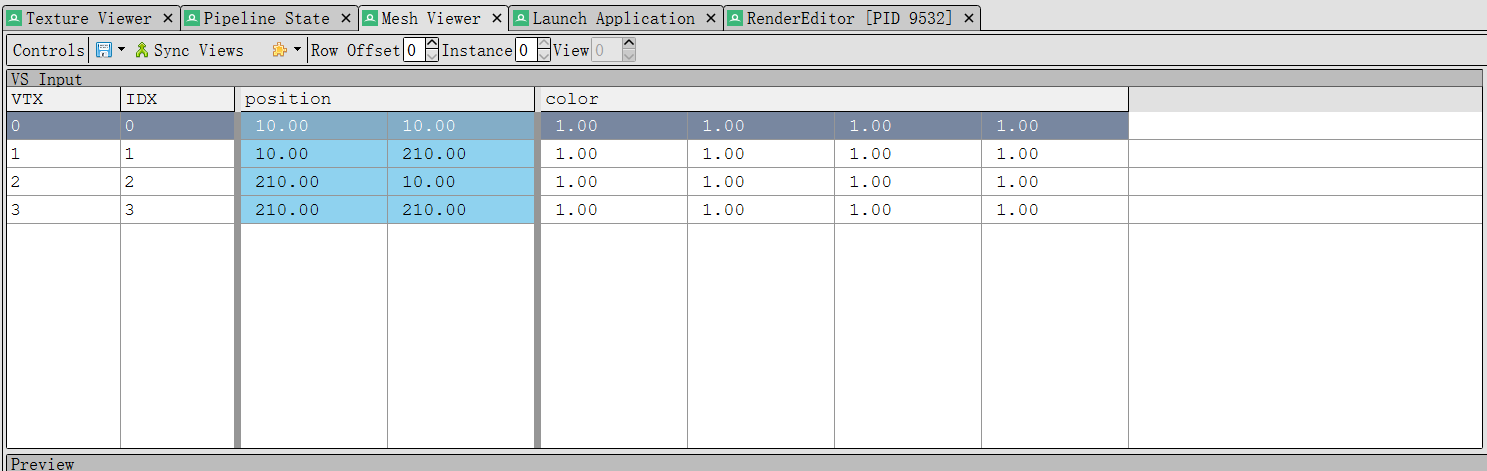 Texture Viewer × Pipeline State × Mesh Viewer × Launch Application × RenderEditor [PID 9532] ×
Controls Sync Views Row Offset 0 Instance 0 View 0
VS Input
VTX IDX position color
0 0 10.00 10.00 1.00 1.00 1.00 1.00
1 1 10.00 210.00 1.00 1.00 1.00 1.00
2 2 210.00 10.00 1.00 1.00 1.00 1.00
3 3 210.00 210.00 1.00 1.00 1.00 1.00
Preview